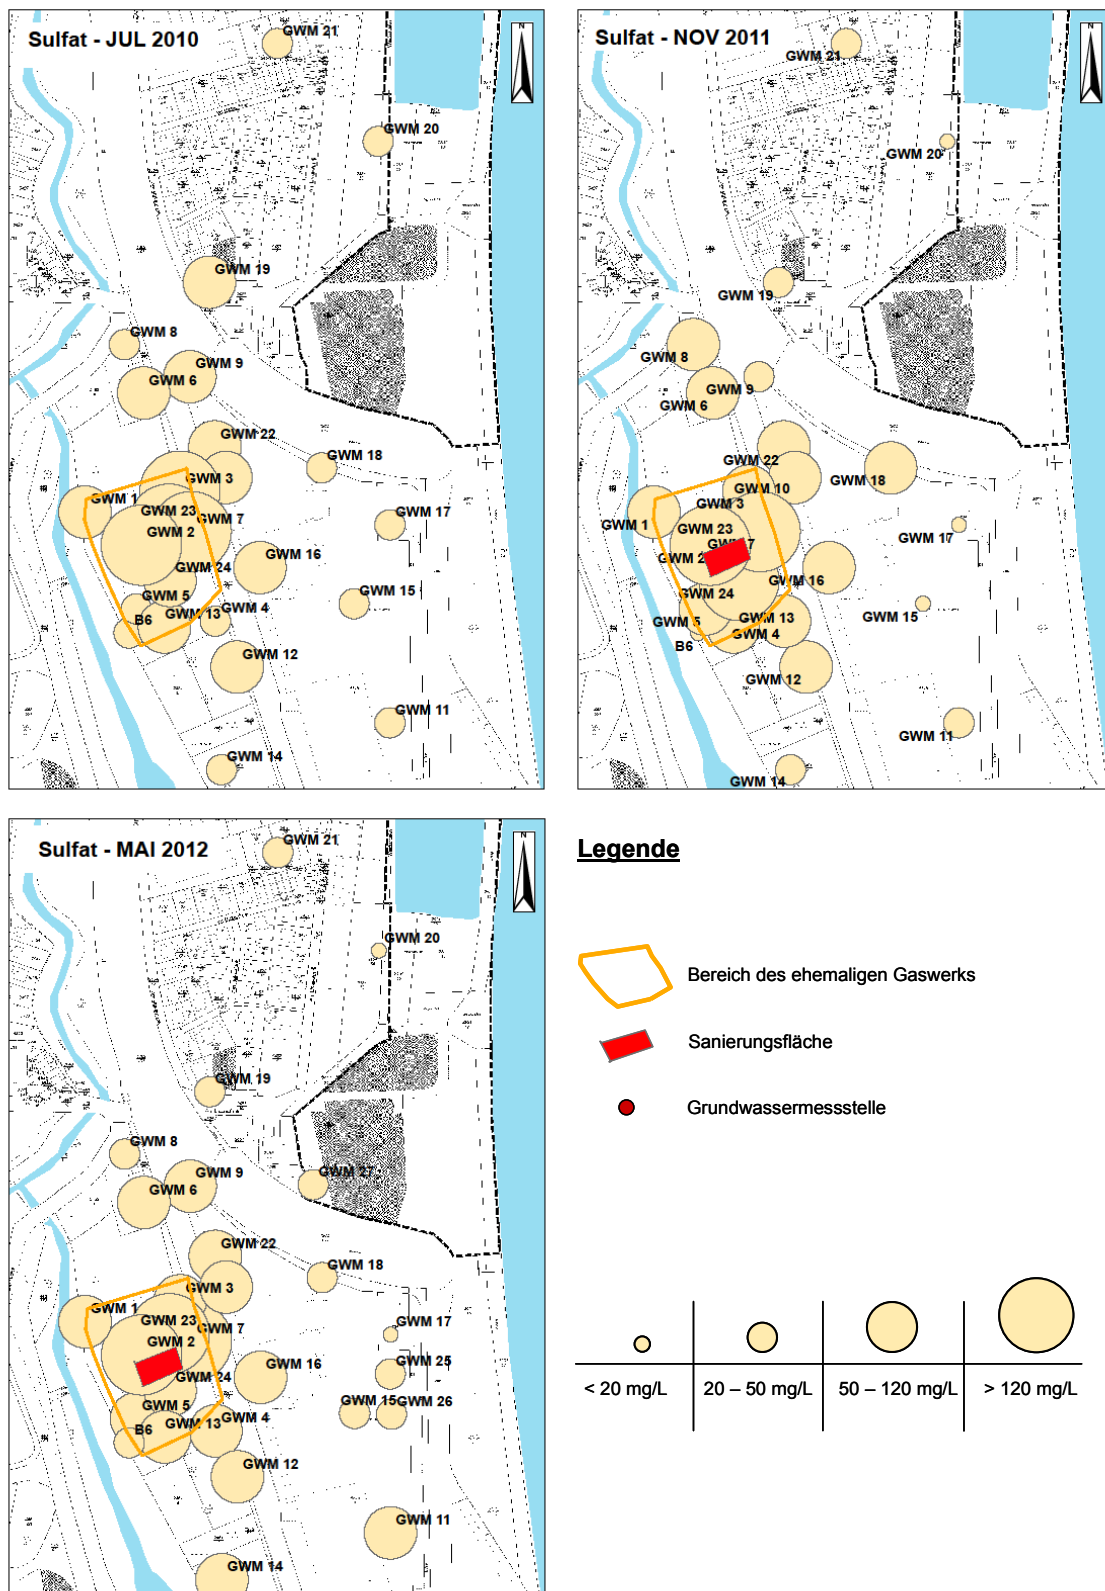 Sulfat - JUL 2010
N
GWM 21
GWM 20
GWM 19
GWM 8
GWM 9
GWM 6
GWM 22
GWM 18
GWM 3
GWM 1
GWM 23
GWM 7
GWM 17
GWM 2
GWM 16
GWM 24
GWM 5
GWM 15
GWM 13
GWM 4
B6
GWM 12
GWM 11
GWM 14
Sulfat - NOV 2011
N
GWM 21
GWM 20
GWM 19
GWM 8
GWM 9
GWM 6
GWM 22
GWM 18
GWM 10
GWM 3
GWM 1
GWM 23
GWM 17
GWM 7
GWM 2
GWM 16
GWM 24
GWM 15
GWM 5
GWM 13
GWM 4
B6
GWM 12
GWM 11
GWM 14
Sulfat - MAI 2012
N
GWM 21
GWM 20
GWM 19
GWM 8
GWM 9
GWM 27
GWM 6
GWM 22
GWM 18
GWM 3
GWM 1
GWM 23
GWM 7
GWM 17
GWM 2
GWM 16
GWM 25
GWM 24
GWM 5
GWM 15
GWM 26
GWM 13
GWM 4
B6
GWM 12
GWM 11
GWM 14
Legende
Bereich des ehemaligen Gaswerks
Sanierungsfläche
Grundwassermessstelle
< 20 mg/L
20 – 50 mg/L
50 – 120 mg/L
> 120 mg/L